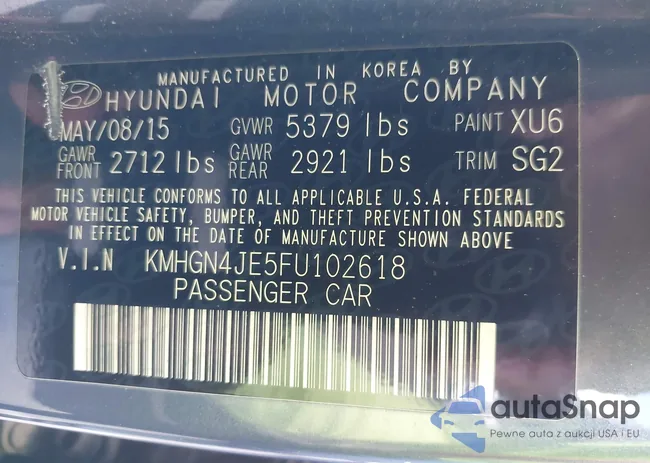 MANUFACTURED IN KOREA BY
HYUNDAI MOTOR COMPANY
MAY/08/15 GVWR 5379 lbs PAINT XU6
GAWR FRONT 2712 lbs GAWR REAR 2921 lbs TRIM SG2
THIS VEHICLE CONFORMS TO ALL APPLICABLE U.S.A. FEDERAL
MOTOR VEHICLE SAFETY, BUMPER, AND THEFT PREVENTION STANDARDS
IN EFFECT ON THE DATE OF MANUFACTURE SHOWN ABOVE
V.I.N KMHGN4JE5FU102618
PASSENGER CAR
autaSnap
Pewne auta z aukcji USA i EU